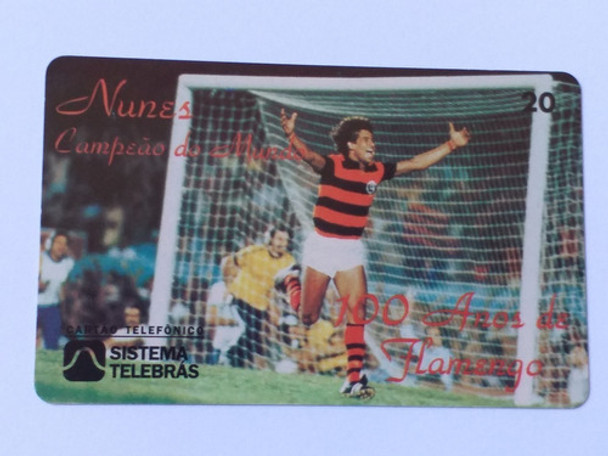 Nunes
20
Campeão do Mundo
100 Anos de
Flamengo
CARTÃO TELEFÔNICO
SISTEMA
TELEBRÁS